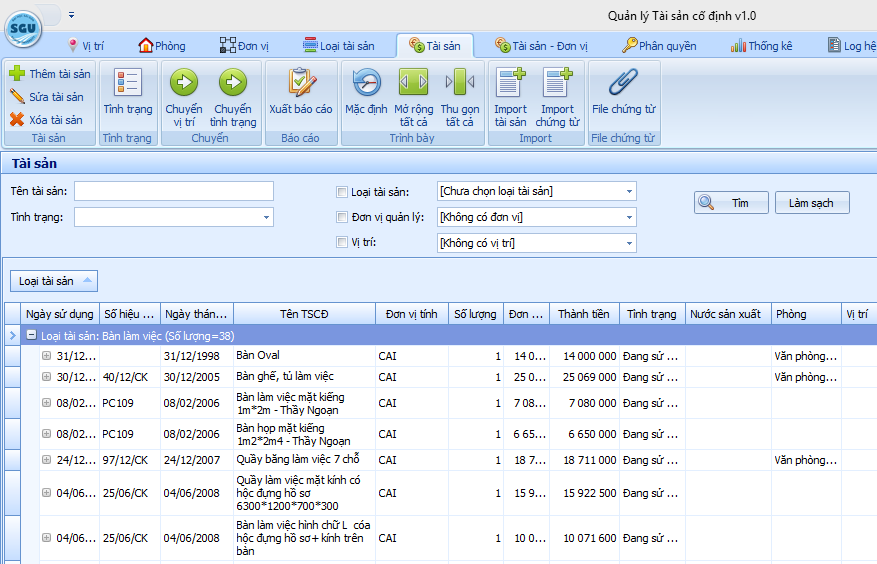 Quản lý Tài sản cố định v1.0
SGU
Vị trí Phòng Đơn vị Loại tài sản Tài sản Tài sản - Đơn vị Phân quyền Thống kê Log hệ
Thêm tài sản
Sửa tài sản
Xóa tài sản
Tài sản
Tình trạng
Tình trạng
Chuyển vị trí
Chuyển tình trạng
Chuyển
Xuất báo cáo
Báo cáo
Mặc định
Mở rộng tất cả
Thu gọn tất cả
Trình bày
Import tài sản
Import chứng từ
Import
File chứng từ
File chứng từ
Tài sản
Tên tài sản: Loại tài sản: [Chưa chọn loại tài sản] Tìm Làm sạch
Tình trạng: Đơn vị quản lý: [Không có đơn vị]
Vị trí: [Không có vị trí]
Loại tài sản
Ngày sử dụng Số hiệu ... Ngày thán... Tên TSCĐ Đơn vị tính Số lượng Đơn ... Thành tiền Tình trạng Nước sản xuất Phòng Vị trí
Loại tài sản: Bàn làm việc (Số lượng=38)
31/12... 31/12/1998 Bàn Oval CAI 1 14 0... 14 000 000 Đang sử ... Văn phòng...
30/12... 40/12/CK 30/12/2005 Bàn ghế, tủ làm việc CAI 1 25 0... 25 069 000 Đang sử ... Văn phòng...
08/02... PC109 08/02/2006 Bàn làm việc mặt kiếng
1m*2m - Thầy Ngoạn CAI 1 7 08... 7 080 000 Đang sử ...
08/02... PC109 08/02/2006 Bàn họp mặt kiếng
1m2*2m4 - Thầy Ngoạn CAI 1 6 65... 6 650 000 Đang sử ...
24/12... 97/12/CK 24/12/2007 Quầy băng làm việc 7 chỗ CAI 1 18 7... 18 711 000 Đang sử ... Văn phòng...
04/06... 25/06/CK 04/06/2008 Quầy làm việc mặt kính có
hộc đựng hồ sơ
6300*1200*700*300 CAI 1 15 9... 15 922 500 Đang sử ...
04/06... 25/06/CK 04/06/2008 Bàn làm việc hình chữ L cóa
hộc đựng hồ sơ+ kính trên
bàn CAI 1 10 0... 10 071 600 Đang sử ...